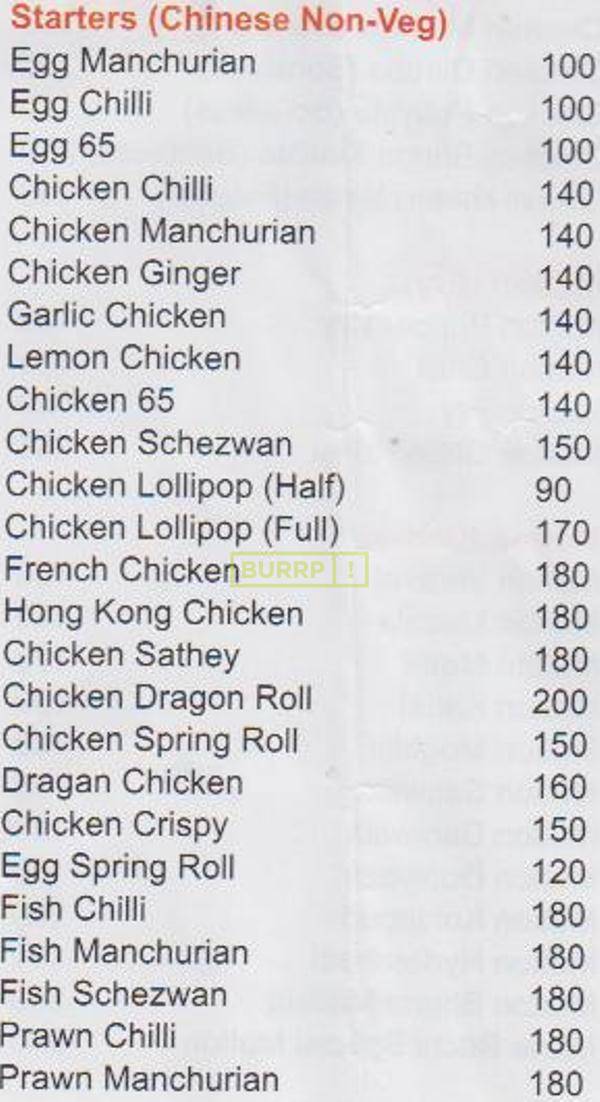 Starters (Chinese Non-Veg)
Egg Manchurian 100
Egg Chilli 100
Egg 65 100
Chicken Chilli 140
Chicken Manchurian 140
Chicken Ginger 140
Garlic Chicken 140
Lemon Chicken 140
Chicken 65 140
Chicken Schezwan 150
Chicken Lollipop (Half) 90
Chicken Lollipop (Full) 170
French Chicken 180
BURRP !
Hong Kong Chicken 180
Chicken Sathey 180
Chicken Dragon Roll 200
Chicken Spring Roll 150
Dragan Chicken 160
Chicken Crispy 150
Egg Spring Roll 120
Fish Chilli 180
Fish Manchurian 180
Fish Schezwan 180
Prawn Chilli 180
Prawn Manchurian 180